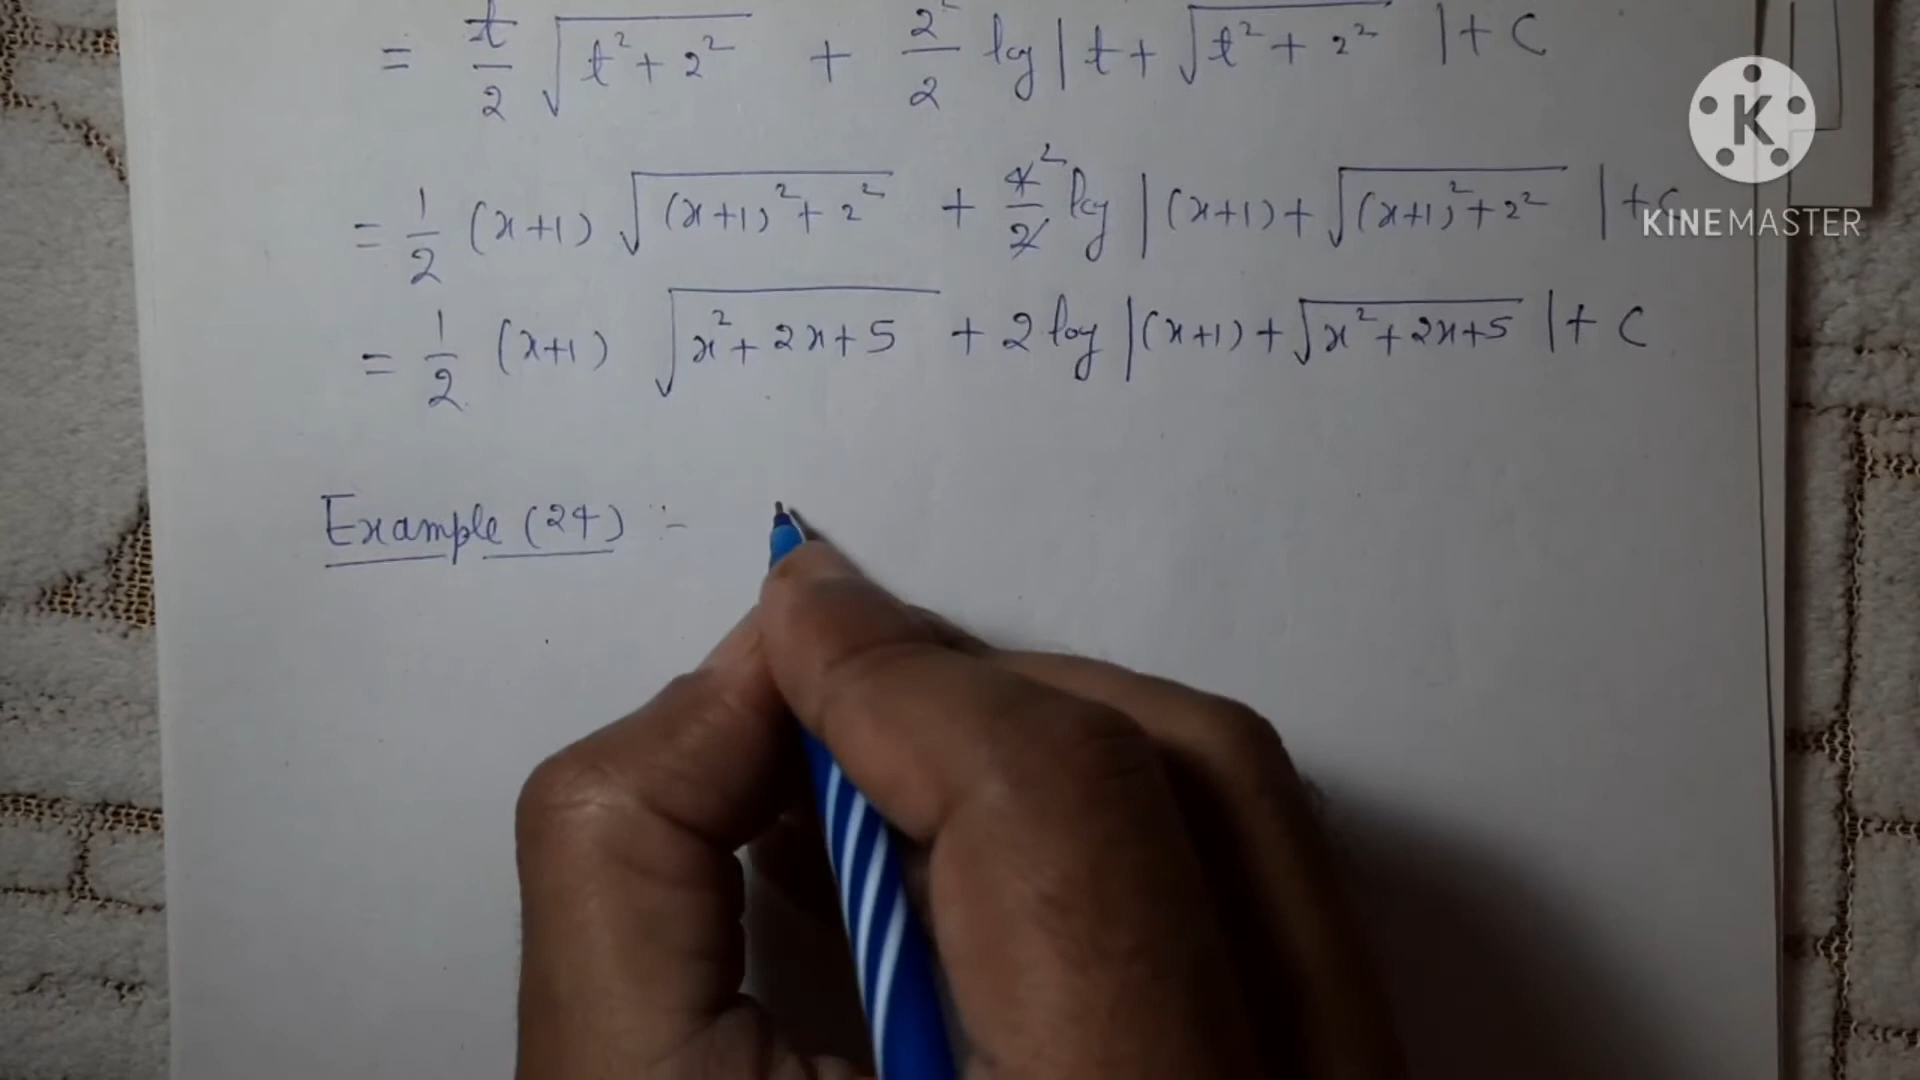 = t/2 √(t² + 2²) + 2²/2 log | t + √(t² + 2²) | + C
= 1/2 (x+1) √((x+1)² + 2²) + 4/2 2 log | (x+1) + √((x+1)² + 2²) | + C
= 1/2 (x+1) √(x² + 2x + 5) + 2 log | (x+1) + √(x² + 2x + 5) | + C
Example (24) :-
K
KINEMASTER